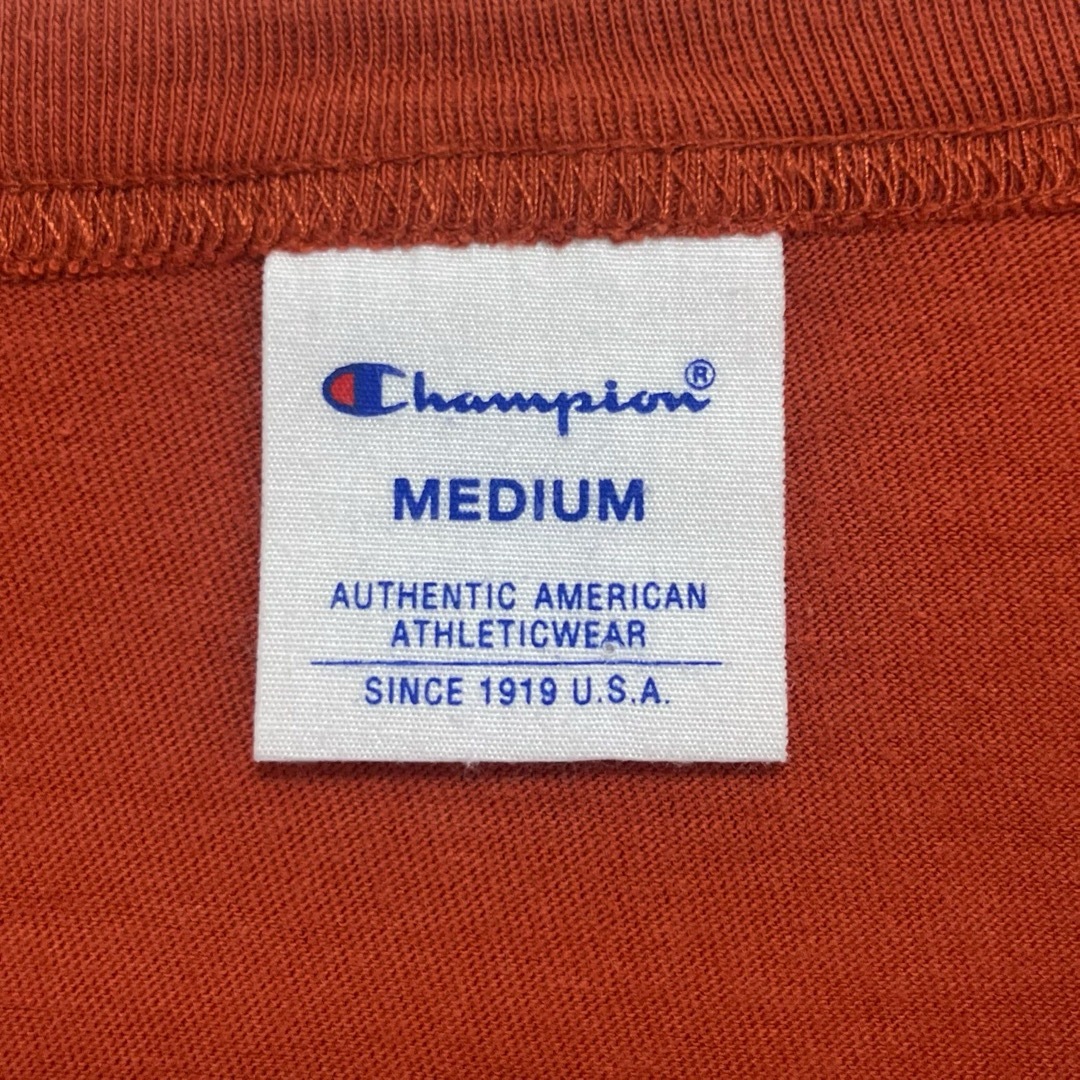 Champion®
MEDIUM
AUTHENTIC AMERICAN
ATHLETICWEAR
SINCE 1919 U.S.A.